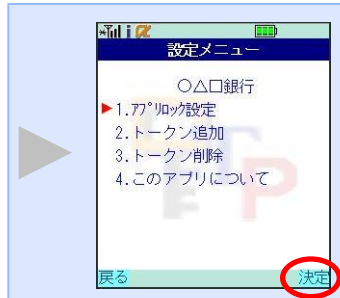 設定メニュー
○△□銀行
1.ｱﾌﾟﾘﾛｯｸ設定
2.トークン追加
3.トークン削除
4.このアプリについて
戻る 決定